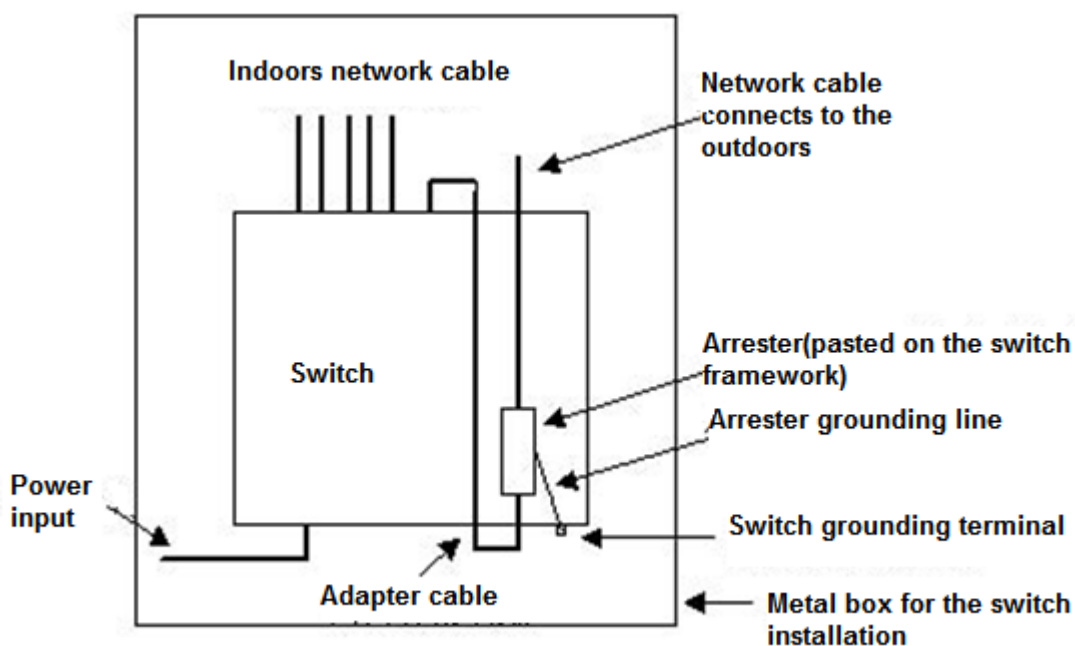 Indoors network cable
Network cable
connects to the
outdoors
Switch
Arrester(pasted on the switch
framework)
Arrester grounding line
Power
input
Switch grounding terminal
Adapter cable
Metal box for the switch
installation